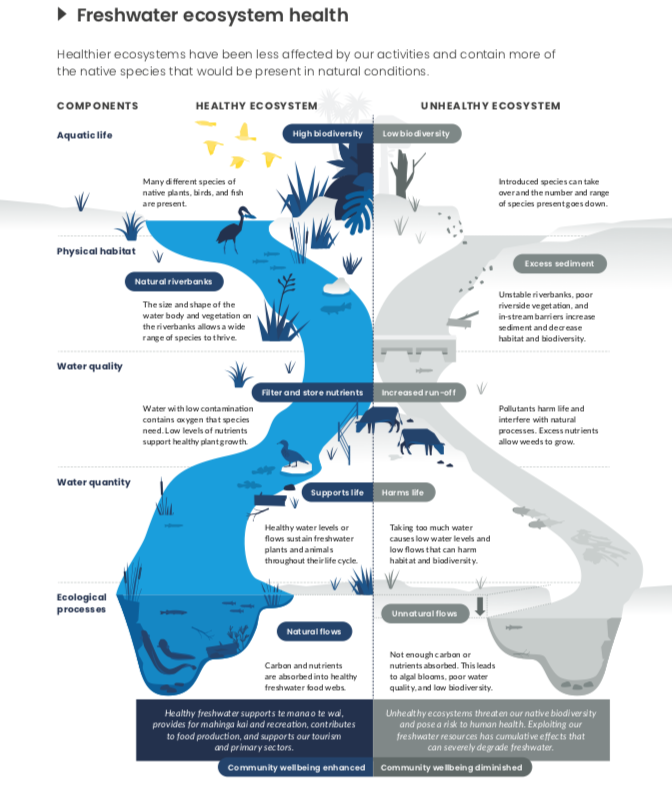 Freshwater ecosystem health
Healthier ecosystems have been less affected by our activities and contain more of
the native species that would be present in natural conditions.
COMPONENTS
HEALTHY ECOSYSTEM
UNHEALTHY ECOSYSTEM
Aquatic life
High biodiversity
Low biodiversity
Many different species of
native plants, birds, and fish
are present.
Introduced species can take
over and the number and range
of species present goes down.
Physical habitat
Natural riverbanks
Excess sediment
The size and shape of the
water body and vegetation on
the riverbanks allows a wide
range of species to thrive.
Unstable riverbanks, poor
riverside vegetation, and
in-stream barriers increase
sediment and decrease
habitat and biodiversity.
Water quality
Filter and store nutrients
Increased run-off
Water with low contamination
contains oxygen that species
need. Low levels of nutrients
support healthy plant growth.
Pollutants harm life and
interfere with natural
processes. Excess nutrients
allow weeds to grow.
Water quantity
Supports life
Harms life
Healthy water levels or
flows sustain freshwater
plants and animals
throughout their life cycle.
Taking too much water
causes low water levels and
low flows that can harm
habitat and biodiversity.
Ecological
processes
Natural flows
Unnatural flows
Carbon and nutrients
are absorbed into healthy
freshwater food webs.
Not enough carbon or
nutrients absorbed. This leads
to algal blooms, poor water
quality, and low biodiversity.
Healthy freshwater supports te mana o te wai,
provides for mahinga kai and recreation, contributes
to food production, and supports our tourism
and primary sectors.
Unhealthy ecosystems threaten our native biodiversity
and pose a risk to human health. Exploiting our
freshwater resources has cumulative effects that
can severely degrade freshwater.
Community wellbeing enhanced
Community wellbeing diminished